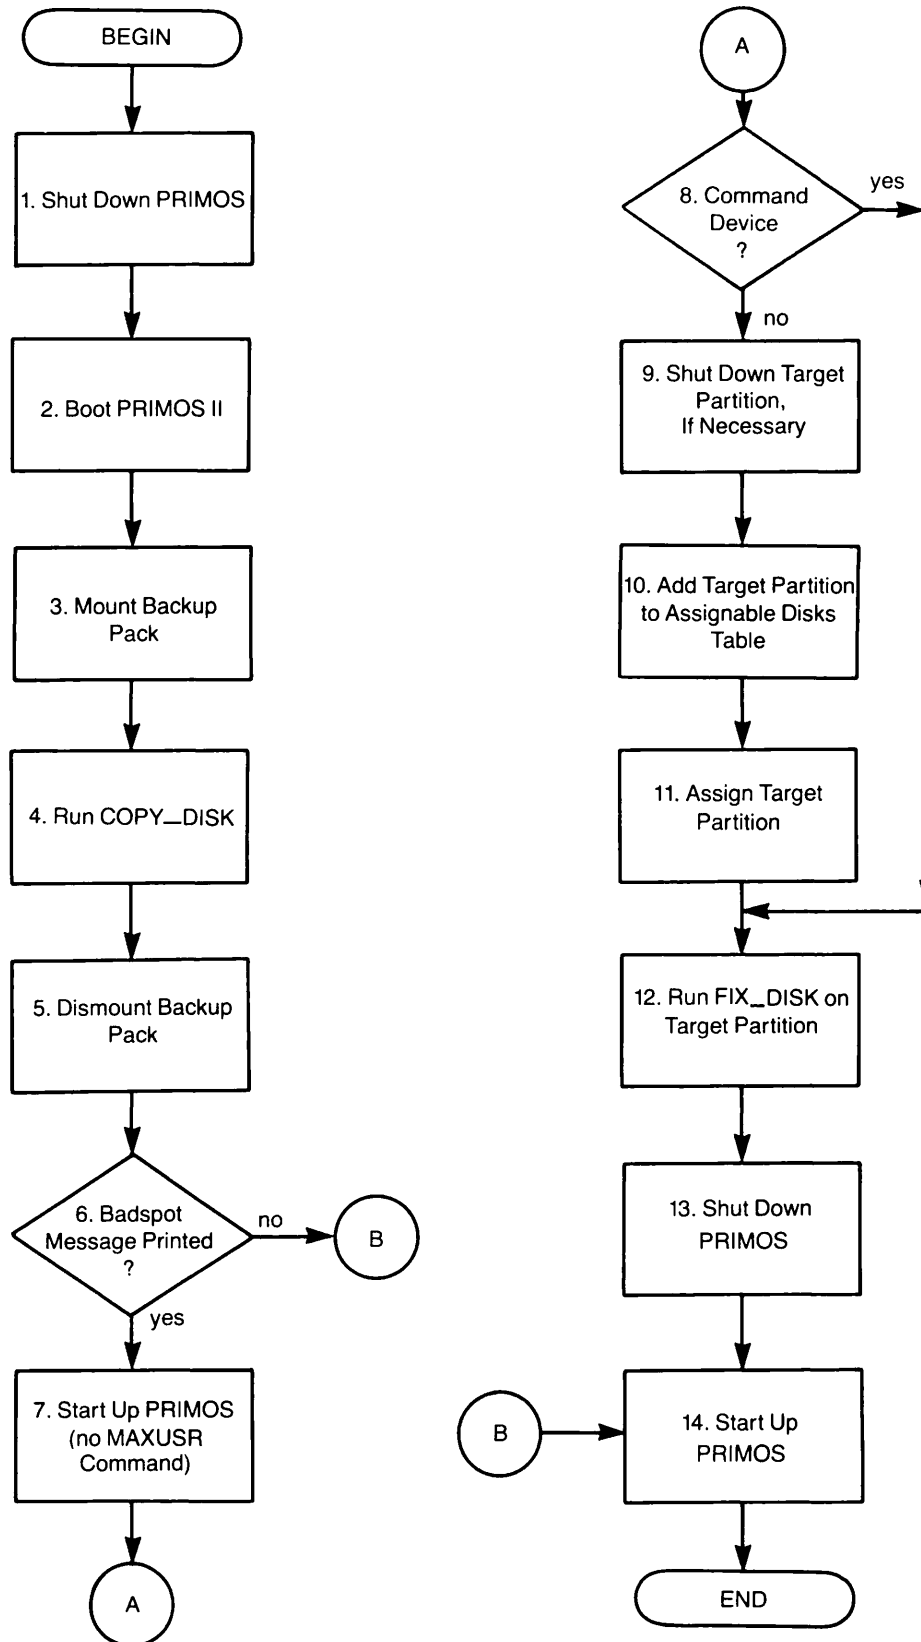 BEGIN
1. Shut Down PRIMOS
2. Boot PRIMOS II
3. Mount Backup
Pack
4. Run COPY_DISK
5. Dismount Backup
Pack
6. Badspot
Message Printed
?
no
B
yes
7. Start Up PRIMOS
(no MAXUSR
Command)
A
A
8. Command
Device
?
yes
no
9. Shut Down Target
Partition,
If Necessary
10. Add Target Partition
to Assignable Disks
Table
11. Assign Target
Partition
12. Run FIX_DISK on
Target Partition
13. Shut Down
PRIMOS
B
14. Start Up
PRIMOS
END